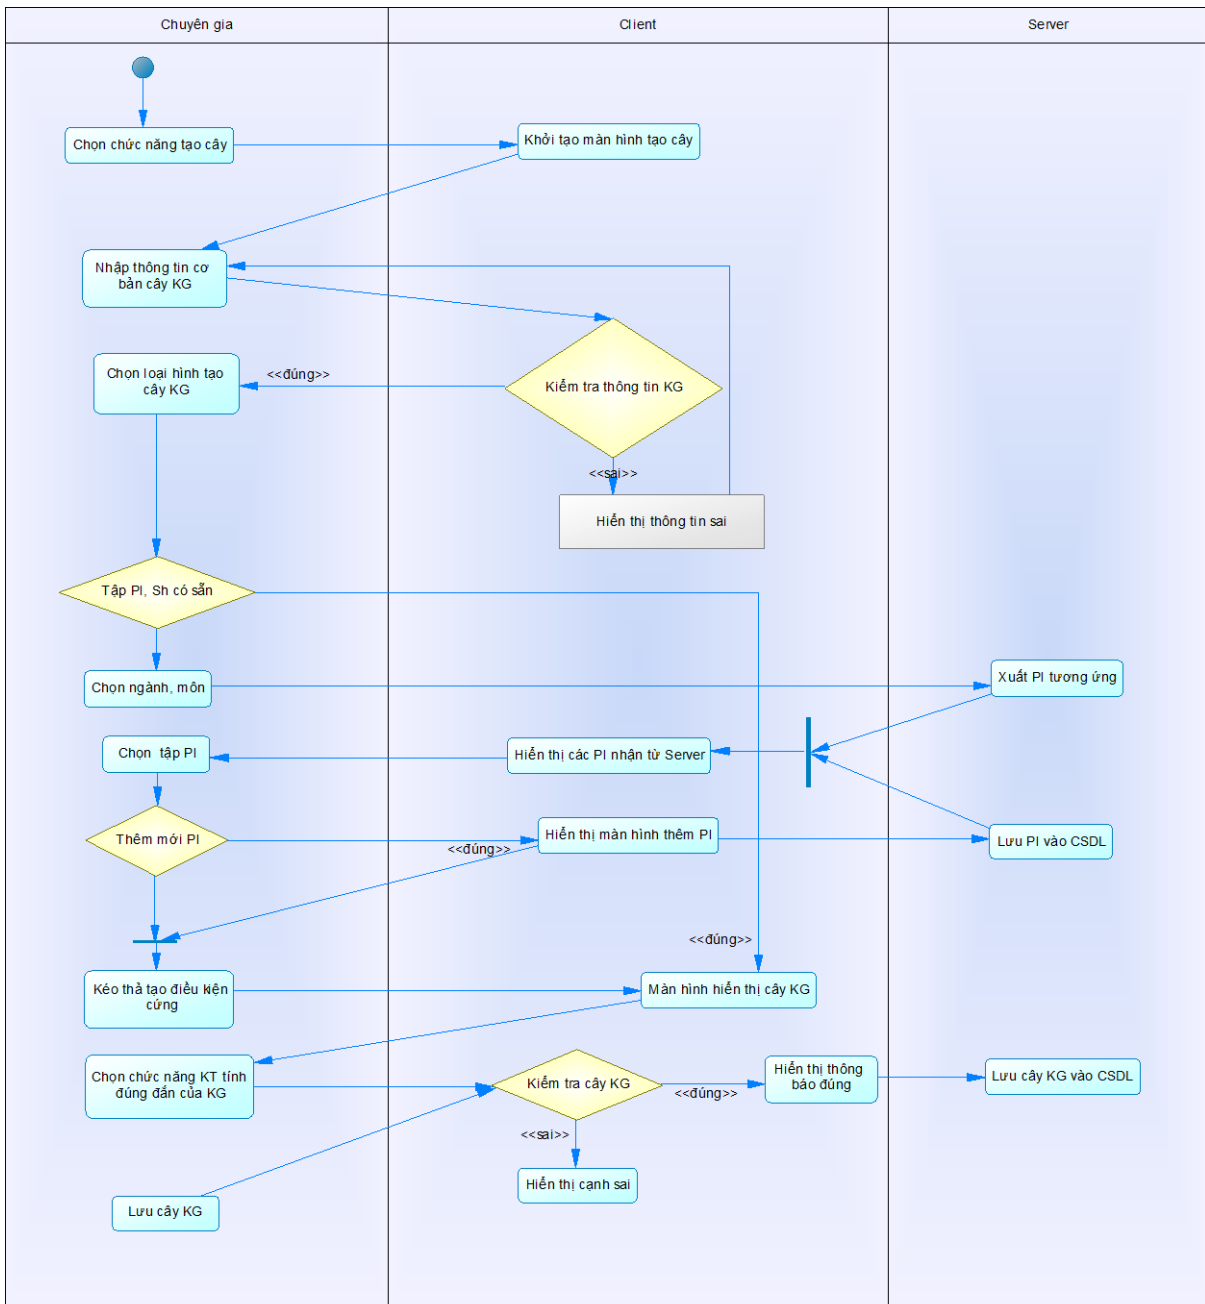 Chuyên gia
Client
Server
Chọn chức năng tạo cây
Khởi tạo màn hình tạo cây
Nhập thông tin cơ
bản cây KG
Chọn loại hình tạo
cây KG
<<đúng>>
Kiểm tra thông tin KG
<<sai>>
Hiển thị thông tin sai
Tập PI, Sh có sẵn
Chọn ngành, môn
Xuất PI tương ứng
Chọn tập PI
Hiển thị các PI nhận từ Server
Thêm mới PI
<<đúng>>
Hiển thị màn hình thêm PI
Lưu PI vào CSDL
<<đúng>>
Kéo thả tạo điều kiện
cứng
Màn hình hiển thị cây KG
Chọn chức năng KT tính
đúng đắn của KG
Kiểm tra cây KG
<<đúng>>
Hiển thị thông
báo đúng
Lưu cây KG vào CSDL
<<sai>>
Hiển thị cạnh sai
Lưu cây KG